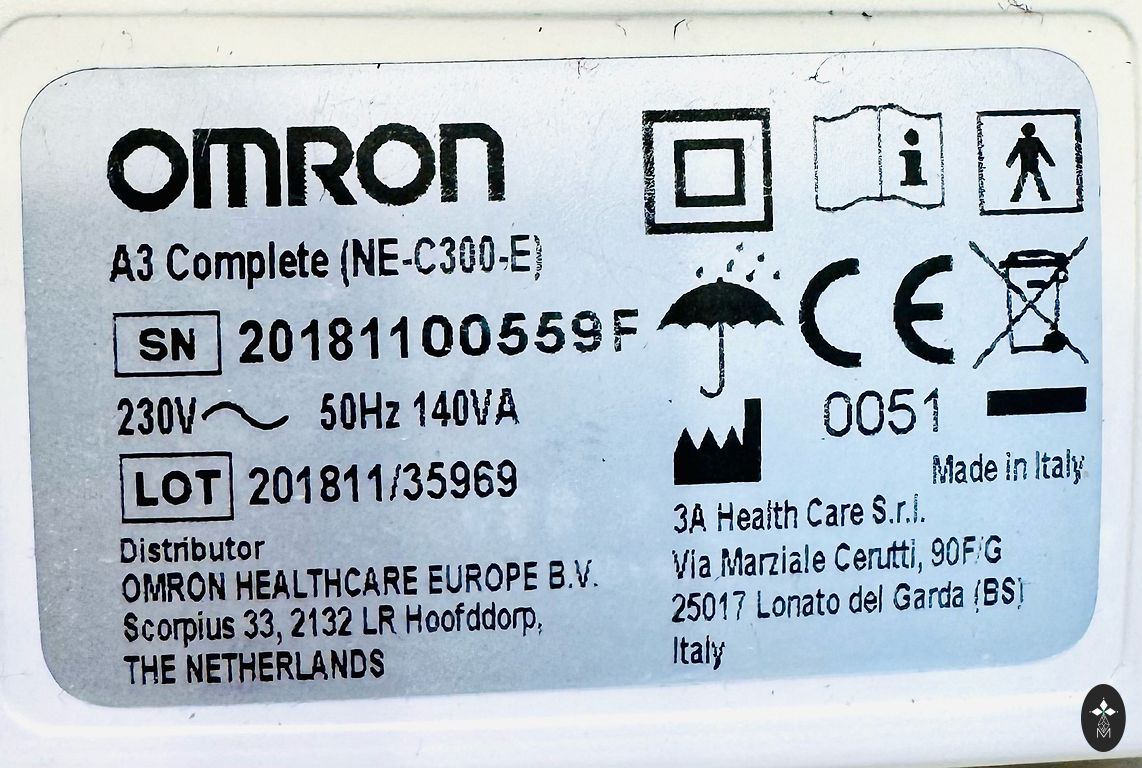 OMRON
A3 Complete (NE-C300-E)
SN 20181100559F
230V 50Hz 140VA
LOT 201811/35969
Distributor
OMRON HEALTHCARE EUROPE B.V.
Scorpius 33, 2132 LR Hoofddorp,
THE NETHERLANDS
i
CE
0051
Made in Italy
3A Health Care S.r.l.
Via Marziale Cerutti, 90F/G
25017 Lonato del Garda (BS)
Italy
M